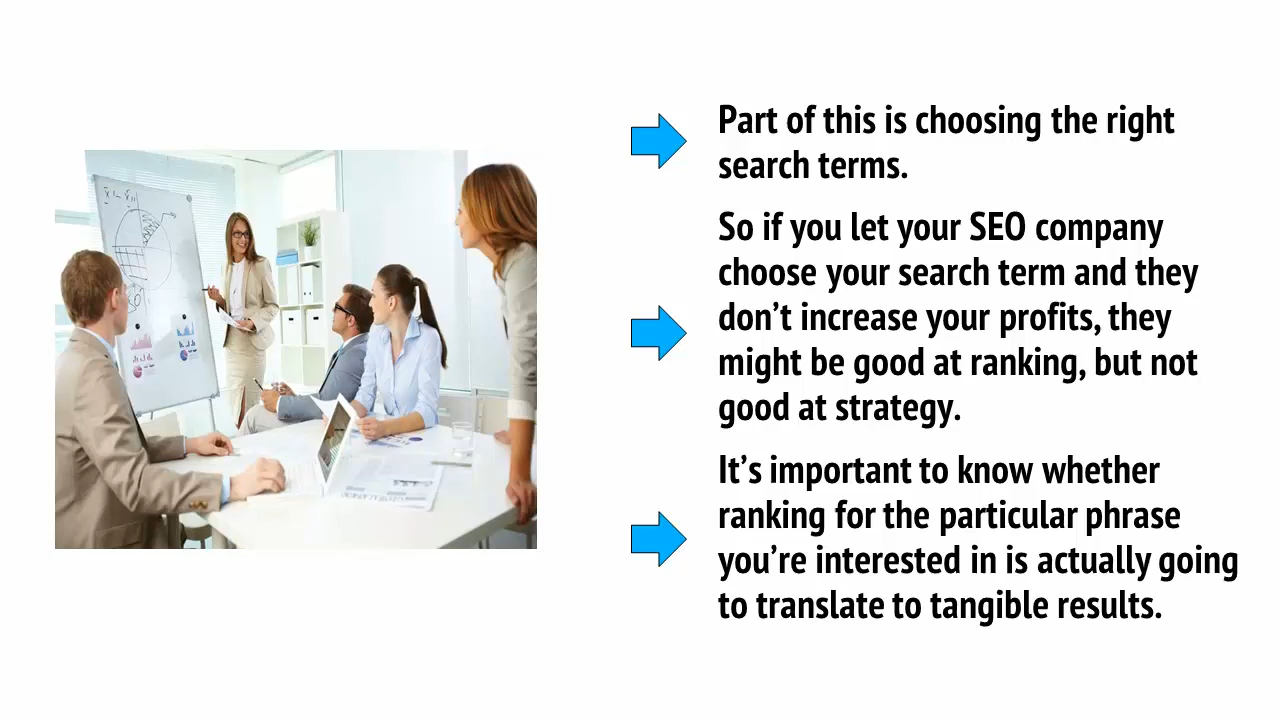 Part of this is choosing the right
search terms.
So if you let your SEO company
choose your search term and they
don't increase your profits, they
might be good at ranking, but not
good at strategy.
It's important to know whether
ranking for the particular phrase
you're interested in is actually going
to translate to tangible results.